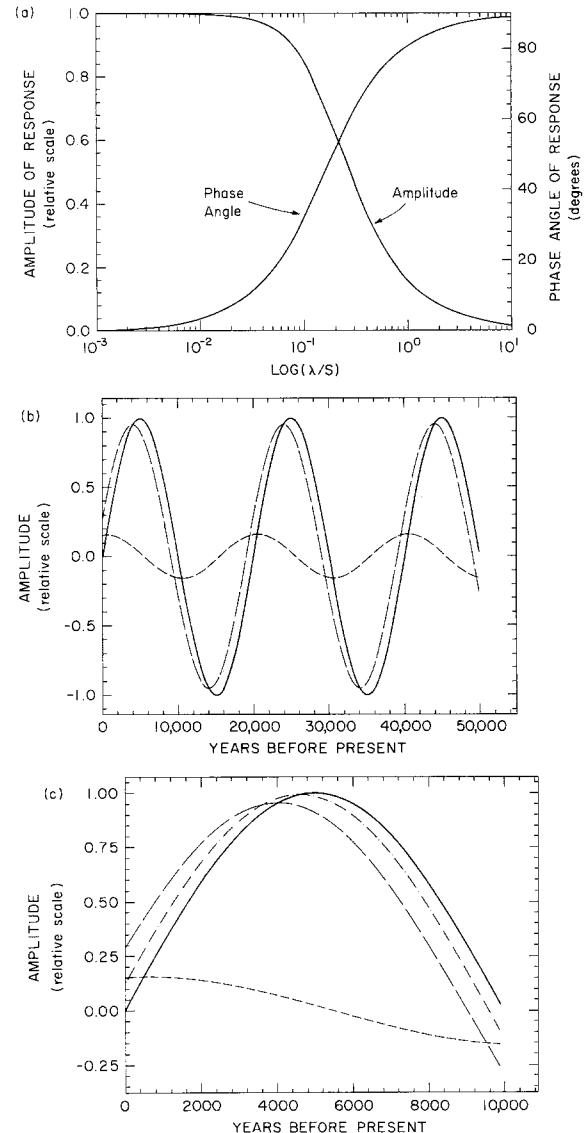 (a)
AMPLITUDE OF RESPONSE
(relative scale)
1.0
0.8
0.6
0.4
0.2
0.0
Phase
Angle
Amplitude
80
60
40
20
0
PHASE ANGLE OF RESPONSE
(degrees)
10-3 10-2 10-1 100 101
LOG(λ/S)
(b)
AMPLITUDE
(relative scale)
1.0
0.5
0.0
-0.5
-1.0
0 10,000 20,000 30,000 40,000 50,000
YEARS BEFORE PRESENT
(c)
AMPLITUDE
(relative scale)
1.00
0.75
0.50
0.25
0.00
-0.25
0 2000 4000 6000 8000 10,000
YEARS BEFORE PRESENT